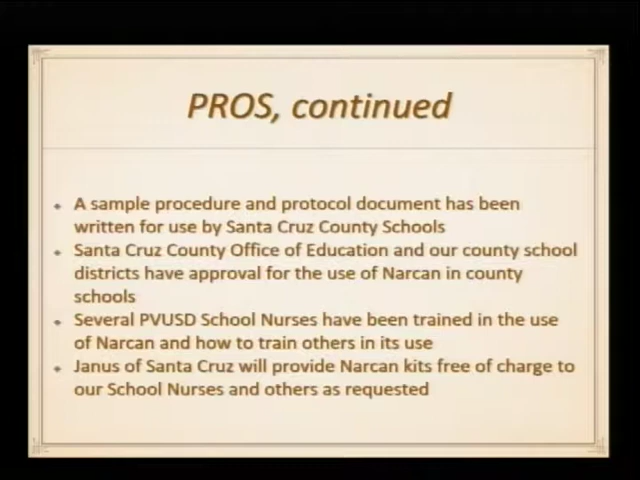 PROS, continued
A sample procedure and protocol document has been
written for use by Santa Cruz County Schools
Santa Cruz County Office of Education and our county school
districts have approval for the use of Narcan in county
schools
Several PVUSD School Nurses have been trained in the use
of Narcan and how to train others in its use
Janus of Santa Cruz will provide Narcan kits free of charge to
our School Nurses and others as requested